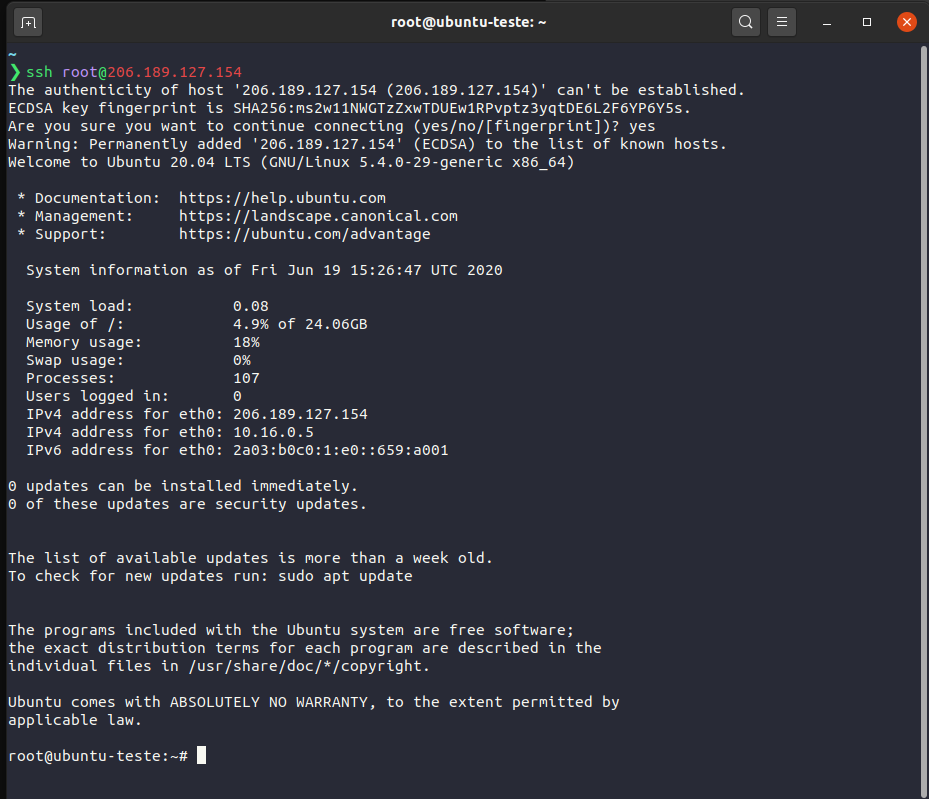 root@ubuntu-teste: ~
~
❯ ssh root@206.189.127.154
The authenticity of host '206.189.127.154 (206.189.127.154)' can't be established.
ECDSA key fingerprint is SHA256:ms2w11NWGTzZxwTDUEw1RPvptz3yqtDE6L2F6YP6Y5s.
Are you sure you want to continue connecting (yes/no/[fingerprint])? yes
Warning: Permanently added '206.189.127.154' (ECDSA) to the list of known hosts.
Welcome to Ubuntu 20.04 LTS (GNU/Linux 5.4.0-29-generic x86_64)
* Documentation:  https://help.ubuntu.com
* Management:     https://landscape.canonical.com
* Support:        https://ubuntu.com/advantage
System information as of Fri Jun 19 15:26:47 UTC 2020
System load:           0.08
Usage of /:            4.9% of 24.06GB
Memory usage:          18%
Swap usage:            0%
Processes:             107
Users logged in:       0
IPv4 address for eth0: 206.189.127.154
IPv4 address for eth0: 10.16.0.5
IPv6 address for eth0: 2a03:b0c0:1:e0::659:a001
0 updates can be installed immediately.
0 of these updates are security updates.
The list of available updates is more than a week old.
To check for new updates run: sudo apt update
The programs included with the Ubuntu system are free software;
the exact distribution terms for each program are described in the
individual files in /usr/share/doc/*/copyright.
Ubuntu comes with ABSOLUTELY NO WARRANTY, to the extent permitted by
applicable law.
root@ubuntu-teste:~#